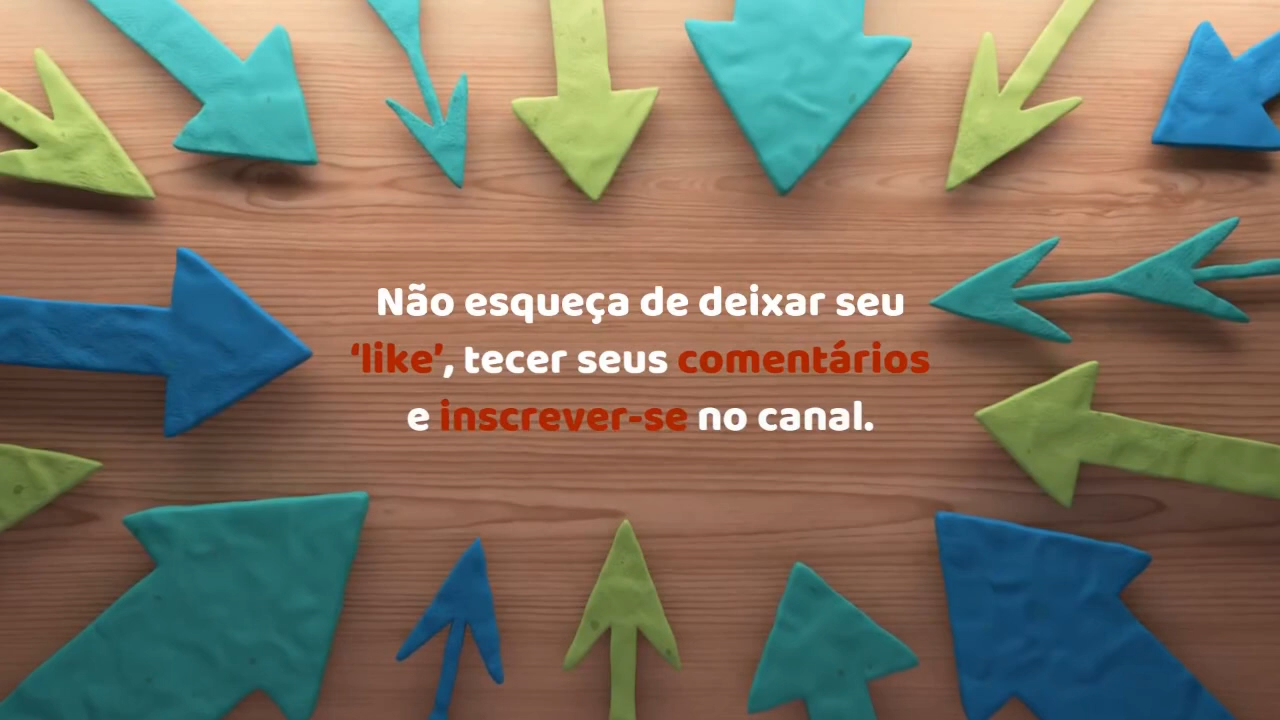 Não esqueça de deixar seu
‘like’, tecer seus comentários
e inscrever-se no canal.